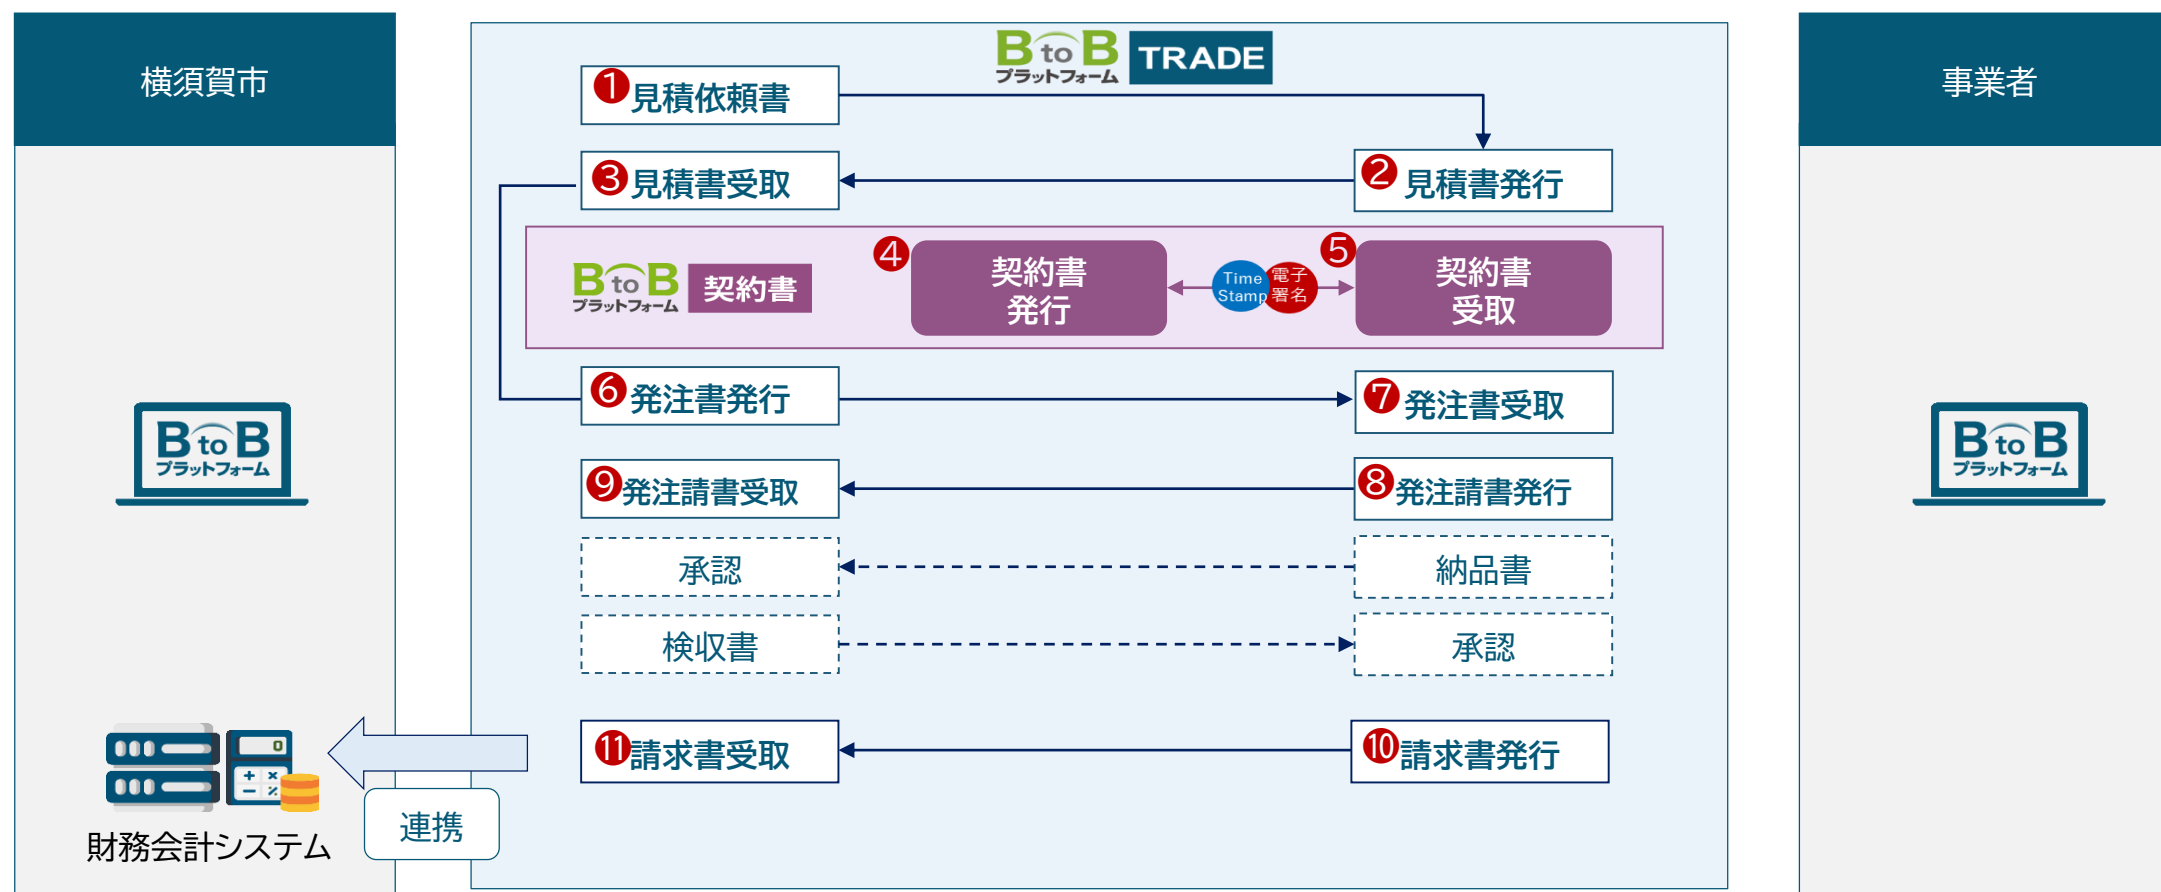 横須賀市
BtoB
プラットフォーム
TRADE
事業者
❶見積依頼書
❸見積書受取
❷見積書発行
BtoB
プラットフォーム
契約書
❹
契約書
発行
Time
Stamp
電子
署名
❺
契約書
受取
❻発注書発行
❼発注書受取
BtoB
プラットフォーム
BtoB
プラットフォーム
❾発注請書受取
❽発注請書発行
承認
納品書
検収書
承認
⓫請求書受取
❿請求書発行
0
+ ×
− %
連携
財務会計システム